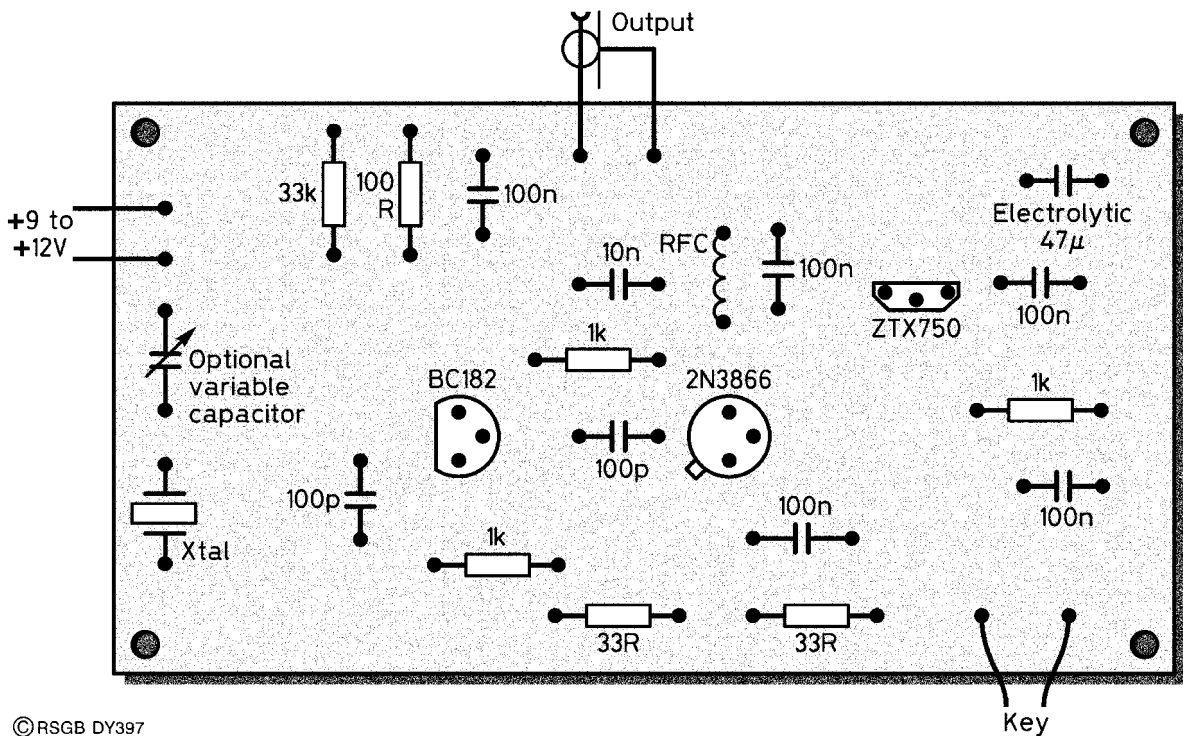 Output
33k
100
R
100n
+9 to
+12V
Electrolytic
47μ
RFC
10n
100n
100n
ZTX750
1k
Optional
variable
capacitor
BC182
2N3866
1k
100p
100p
100n
100n
Xtal
1k
33R
33R
Key
©RSGB DY397